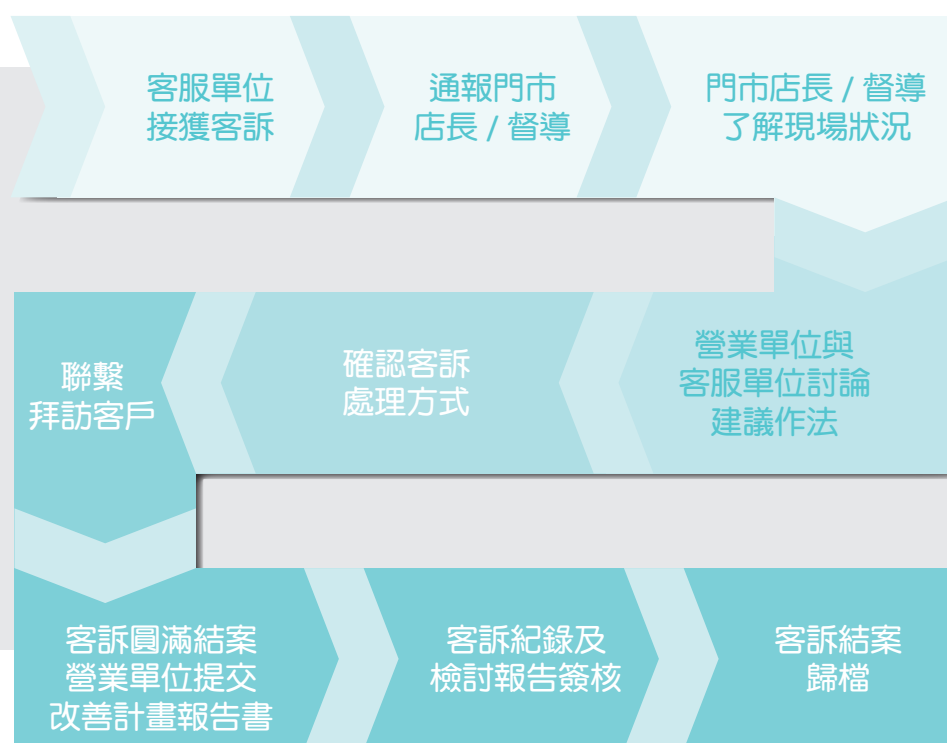 客服單位
接獲客訴
通報門市
店長 / 督導
門市店長 / 督導
了解現場狀況
營業單位與
客服單位討論
建議作法
確認客訴
處理方式
聯繫
拜訪客戶
客訴圓滿結案
營業單位提交
改善計畫報告書
客訴紀錄及
檢討報告簽核
客訴結案
歸檔